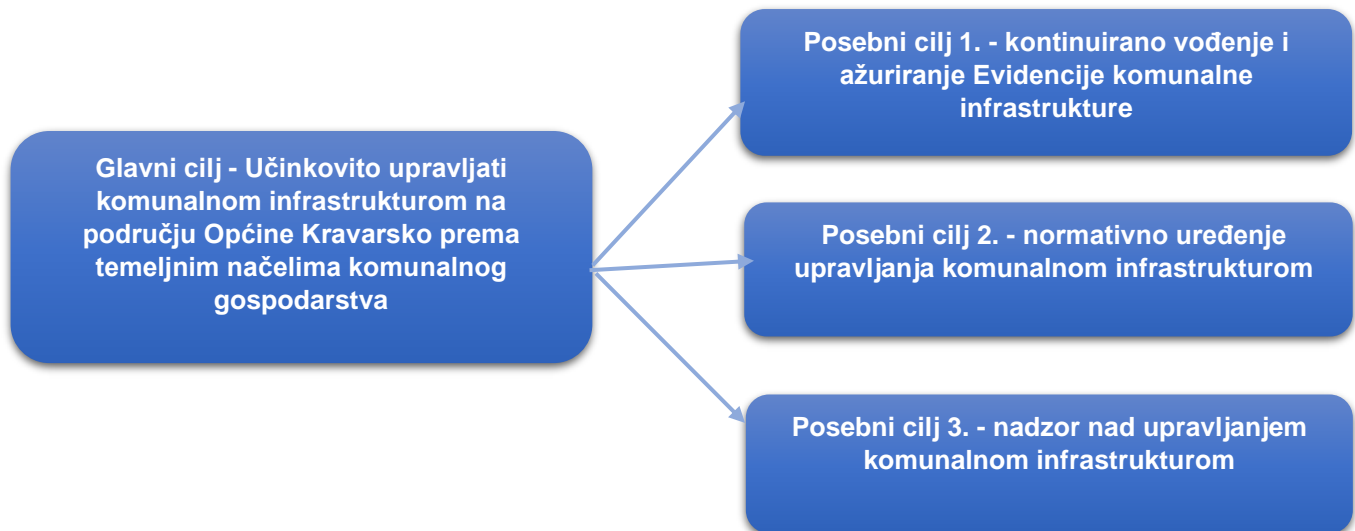 Glavni cilj - Učinkovito upravljati
komunalnom infrastrukturom na
području Općine Kravarsko prema
temeljnim načelima komunalnog
gospodarstva
Posebni cilj 1. - kontinuirano vođenje i
ažuriranje Evidencije komunalne
infrastrukture
Posebni cilj 2. - normativno uređenje
upravljanja komunalnom infrastrukturom
Posebni cilj 3. - nadzor nad upravljanjem
komunalnom infrastrukturom